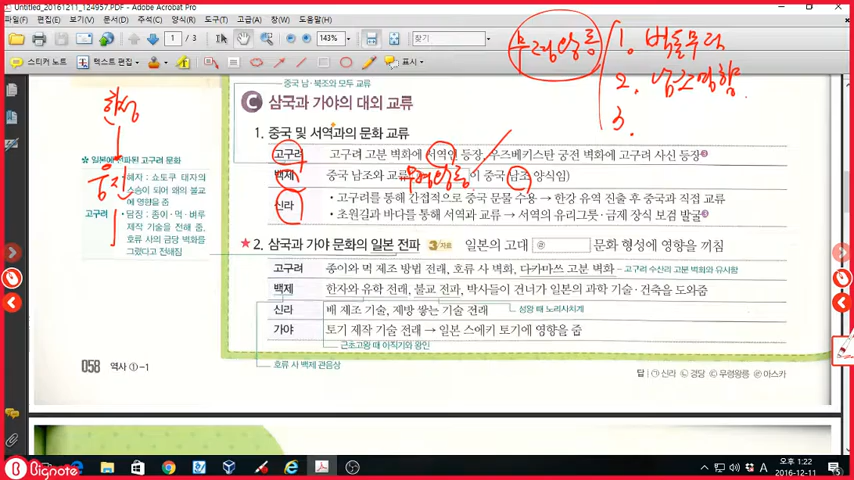 Untitled_20161211_124957.PDF - Adobe Acrobat Pro
파일(F) 편집(E) 보기(V) 문서(D) 주석(C) 양식(R) 도구(T) 고급(A) 창(W) 도움말(H)
1 / 3 143% 찾기
스티커 노트 텍스트 편집 표시
무령왕릉
1. 벽돌무덤
2.
3.
한성
웅진
중국 남·북조와 모두 교류
C 삼국과 가야의 대외 교류
1. 중국 및 서역과의 문화 교류
고구려 고구려 고분 벽화에 서역인 등장, 우즈베키스탄 궁전 벽화에 고구려 사신 등장
백제 중국 남조와 교류 무령왕릉 이 중국 남조 양식임)
신라 • 고구려를 통해 간접적으로 중국 문물 수용 → 한강 유역 진출 후 중국과 직접 교류
• 초원길과 바다를 통해 서역과 교류 → 서역의 유리그릇·금제 장식 보검 발굴
★ 일본에 전파된 고구려 문화
혜자 : 쇼토쿠 태자의
스승이 되어 왜의 불교
에 영향을 줌
고구려 • 담징 : 종이·먹·벼루
제작 기술을 전해 줌,
호류 사의 금당 벽화를
그렸다고 전해짐
★ 2. 삼국과 가야 문화의 일본 전파 3 자료 일본의 고대 ㉣ 문화 형성에 영향을 끼침
고구려 종이와 먹 제조 방법 전래, 호류 사 벽화, 다카마쓰 고분 벽화 - 고구려 수산리 고분 벽화와 유사함
백제 한자와 유학 전래, 불교 전파, 박사들이 건너가 일본의 과학 기술·건축을 도와줌
신라 배 제조 기술, 제방 쌓는 기술 전래 성왕 때 노리사치계
가야 토기 제작 기술 전래 → 일본 스에키 토기에 영향을 줌
근초고왕 때 아직기와 왕인
호류 사 백제 관음상
058 역사 ①-1
답 | ㉠ 신라 ㉡ 경당 ㉢ 무령왕릉 ㉣ 아스카
Bignote
A 오후 1:22
2016-12-11